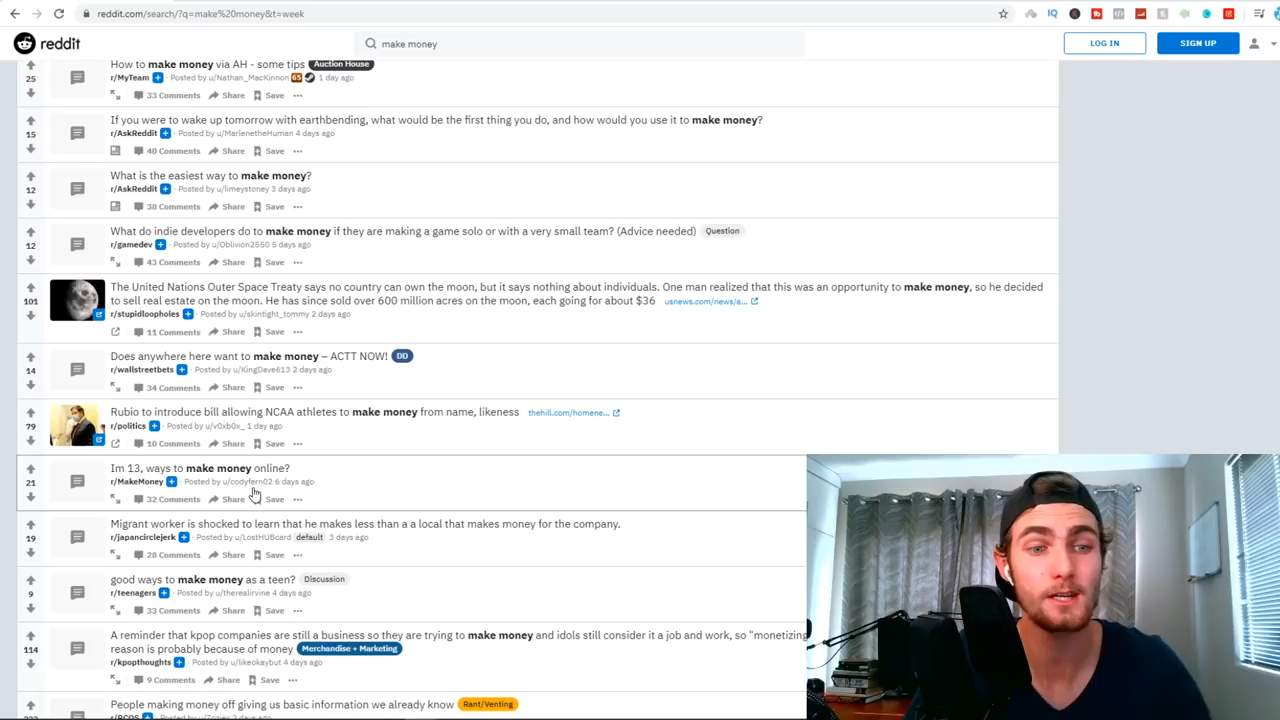 reddit.com/search/?q=make%20money&t=week
reddit
make money
LOG IN
SIGN UP
How to make money via AH - some tips Auction House
25
r/MyTeam Posted by u/Nathan_MacKinnon 65 1 day ago
33 Comments Share Save
If you were to wake up tomorrow with earthbending, what would be the first thing you do, and how would you use it to make money?
15
r/AskReddit Posted by u/MarlenetheHuman 4 days ago
40 Comments Share Save
What is the easiest way to make money?
12
r/AskReddit Posted by u/limeystoney 3 days ago
38 Comments Share Save
What do indie developers do to make money if they are making a game solo or with a very small team? (Advice needed) Question
12
r/gamedev Posted by u/Oblivion2550 5 days ago
43 Comments Share Save
The United Nations Outer Space Treaty says no country can own the moon, but it says nothing about individuals. One man realized that this was an opportunity to make money, so he decided
101
to sell real estate on the moon. He has since sold over 600 million acres on the moon, each going for about $36 usnews.com/news/a...
r/stupidloopholes Posted by u/skintight_tommy 2 days ago
11 Comments Share Save
Does anywhere here want to make money – ACTT NOW! DD
14
r/wallstreetbets Posted by u/KingDave613 2 days ago
34 Comments Share Save
Rubio to introduce bill allowing NCAA athletes to make money from name, likeness thehill.com/homene...
79
r/politics Posted by u/v0xb0x_ 1 day ago
10 Comments Share Save
Im 13, ways to make money online?
21
r/MakeMoney Posted by u/codyfern02 6 days ago
32 Comments Share Save
Migrant worker is shocked to learn that he makes less than a a local that makes money for the company.
19
r/japancirclejerk Posted by u/LostHUBcard default 3 days ago
28 Comments Share Save
good ways to make money as a teen? Discussion
9
r/teenagers Posted by u/therealirvine 4 days ago
33 Comments Share Save
A reminder that kpop companies are still a business so they are trying to make money and idols still consider it a job and work, so "monetizing
114
reason is probably because of money Merchandise + Marketing
r/kpopthoughts Posted by u/likeokaybut 4 days ago
9 Comments Share Save
People making money off giving us basic information we already know Rant/Venting